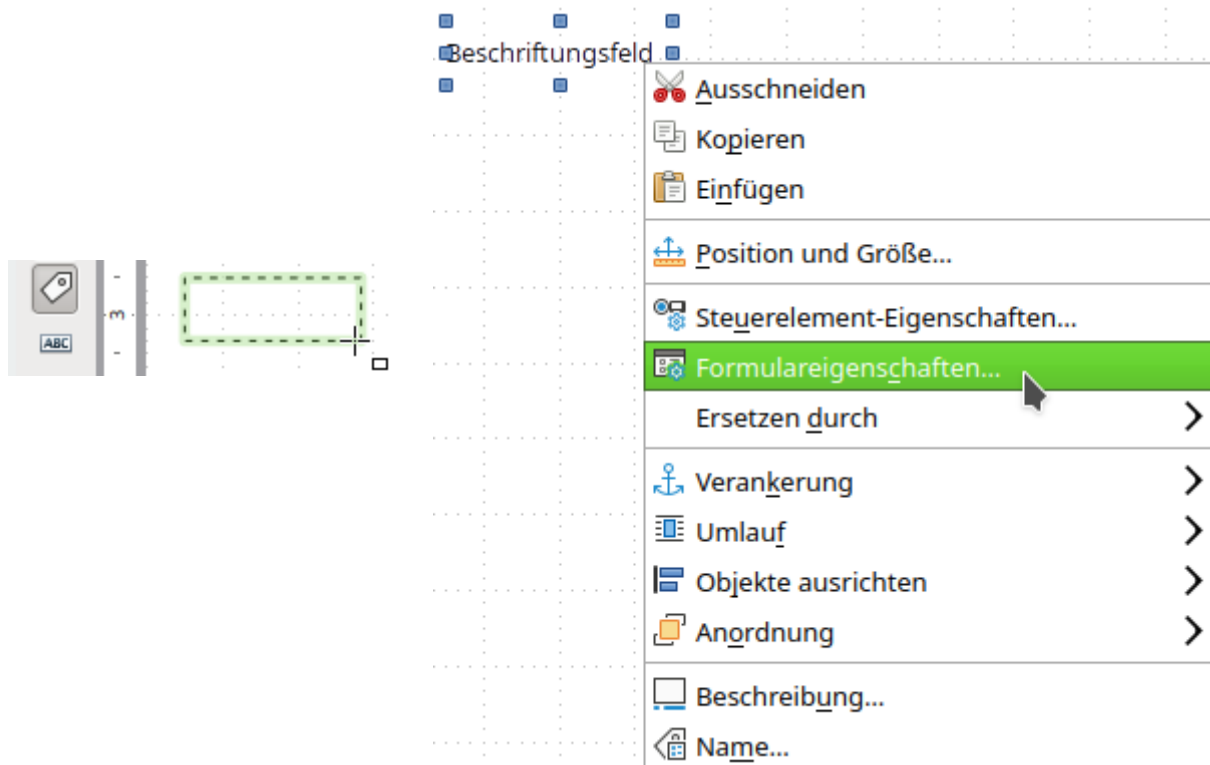 Beschriftungsfeld
Ausschneiden
Kopieren
Einfügen
Position und Größe...
3
Steuerelement-Eigenschaften...
ABC
Formulareigenschaften...
Ersetzen durch
Verankerung
Umlauf
Objekte ausrichten
Anordnung
Beschreibung...
Name...